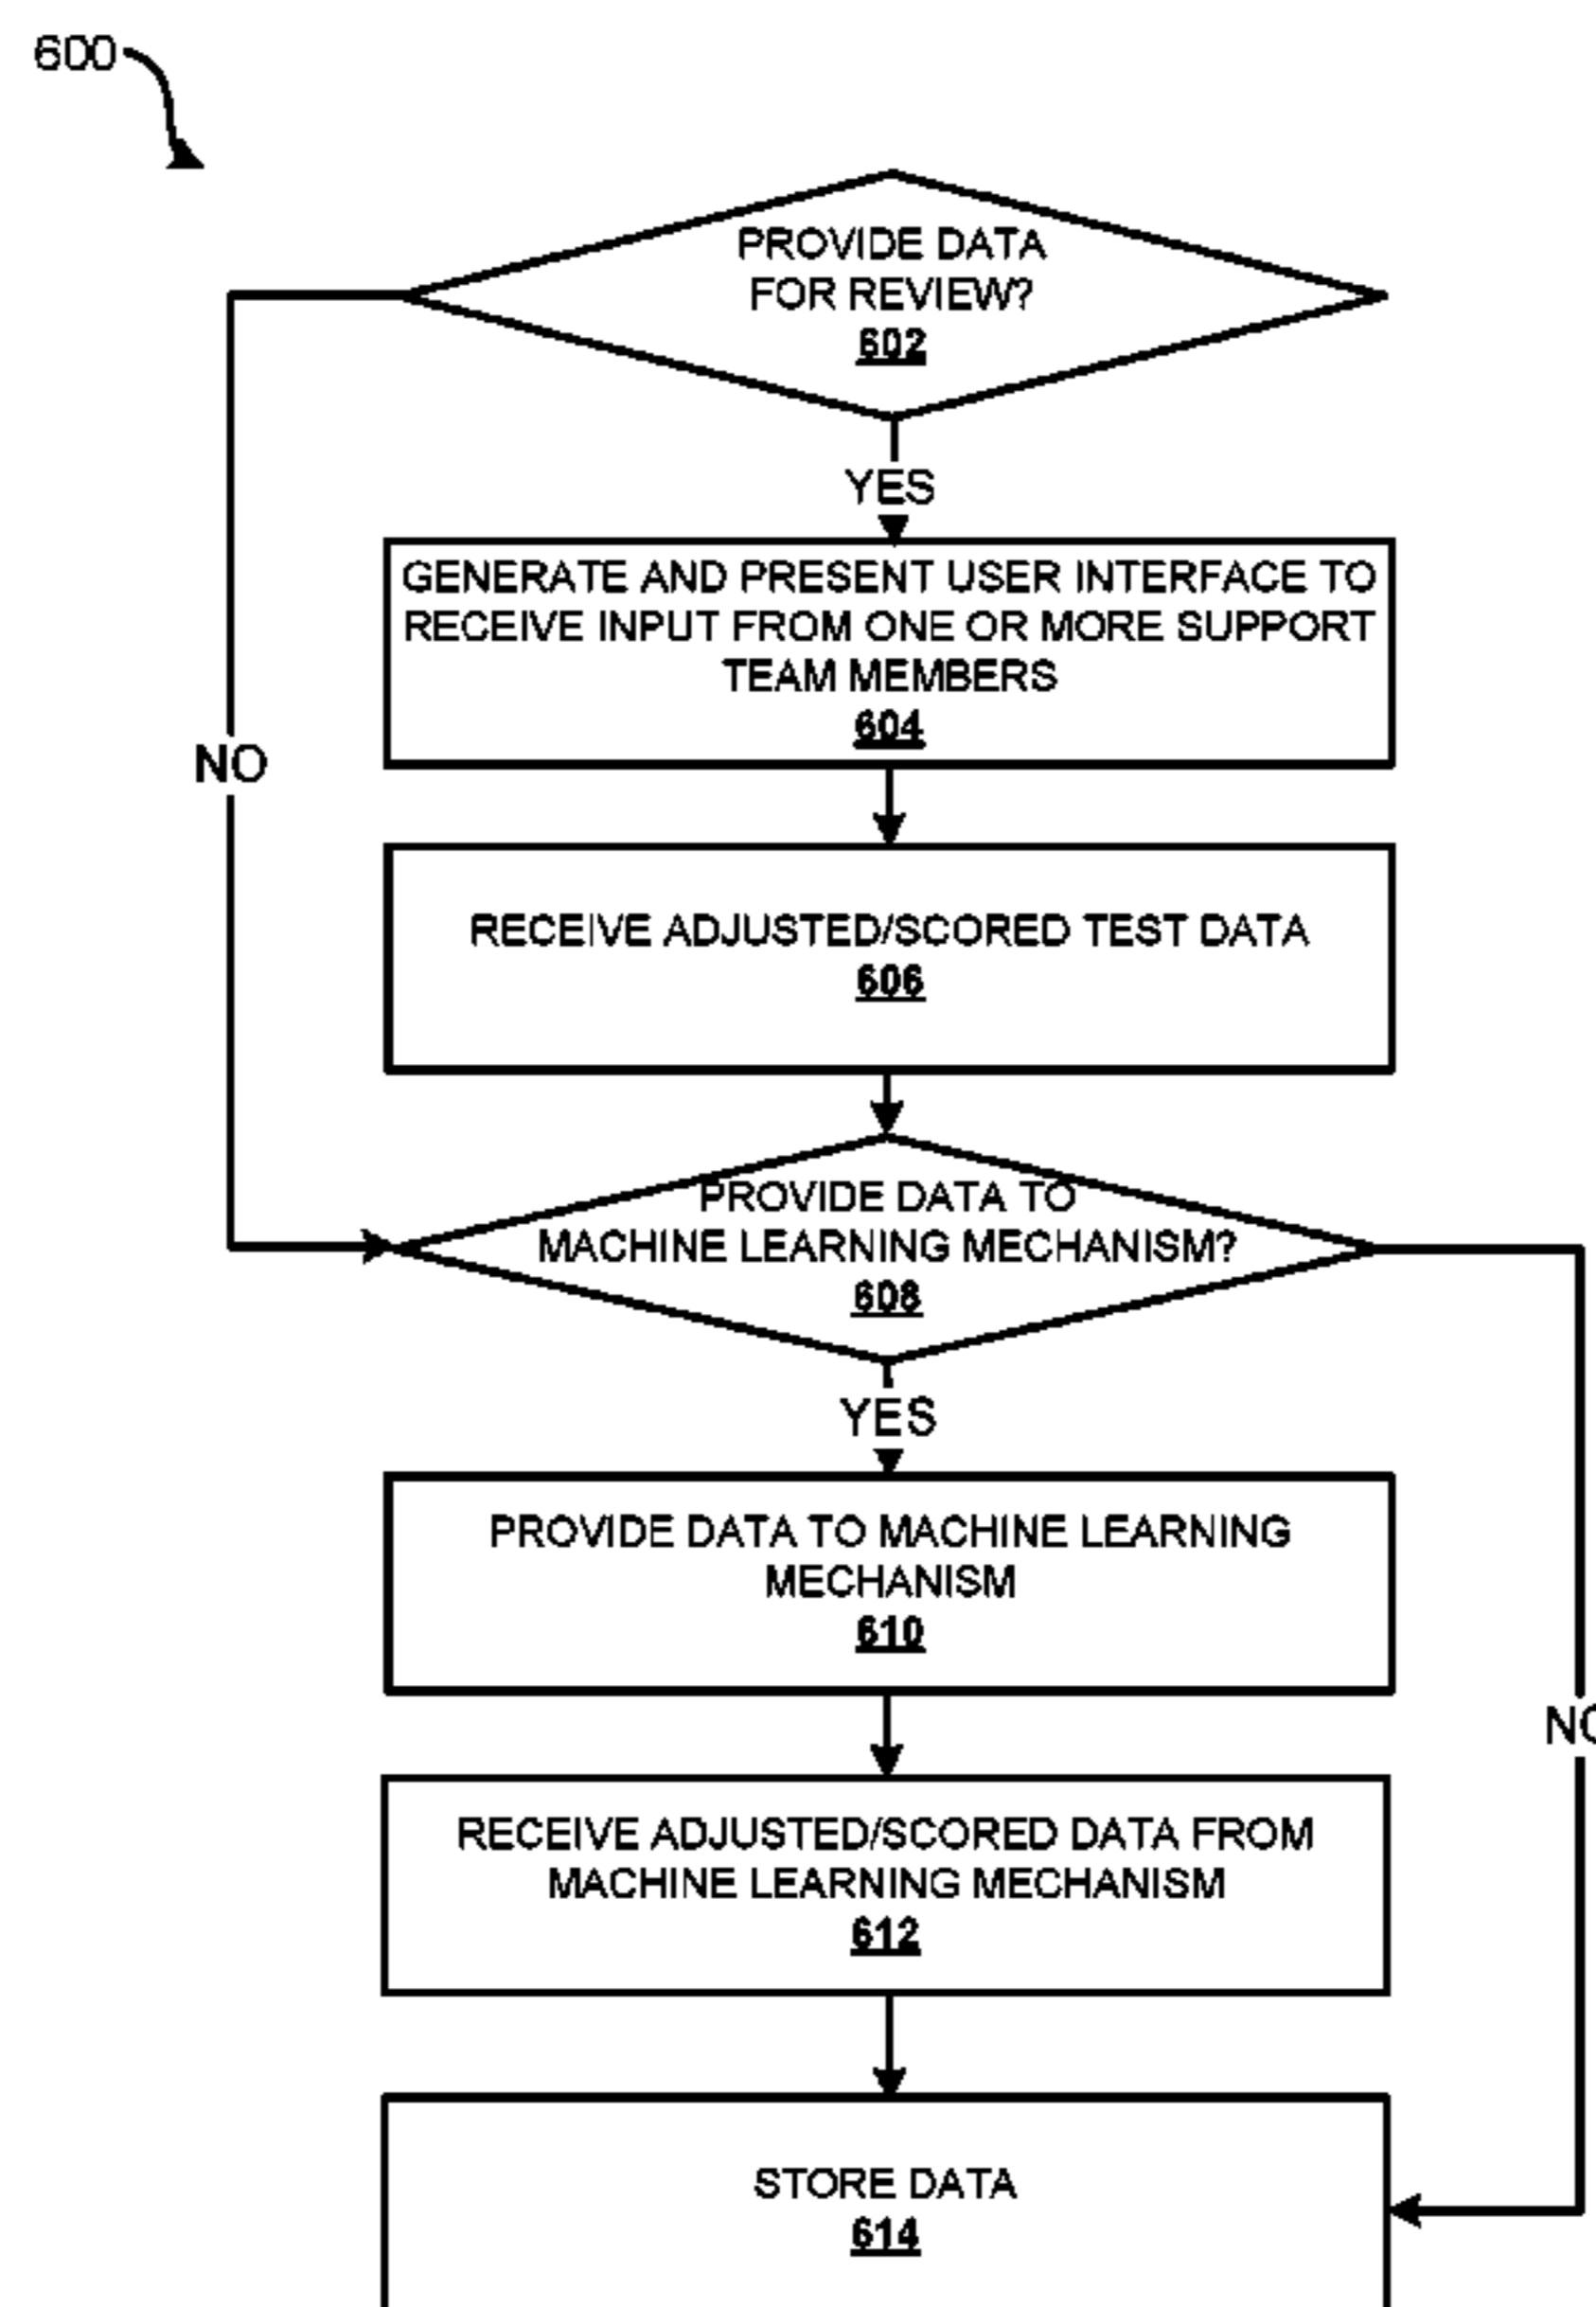 600
PROVIDE DATA
FOR REVIEW?
602
YES
GENERATE AND PRESENT USER INTERFACE TO
RECEIVE INPUT FROM ONE OR MORE SUPPORT
TEAM MEMBERS
604
NO
RECEIVE ADJUSTED/SCORED TEST DATA
606
PROVIDE DATA TO
MACHINE LEARNING MECHANISM?
608
YES
PROVIDE DATA TO MACHINE LEARNING
MECHANISM
610
NO
RECEIVE ADJUSTED/SCORED DATA FROM
MACHINE LEARNING MECHANISM
612
STORE DATA
614